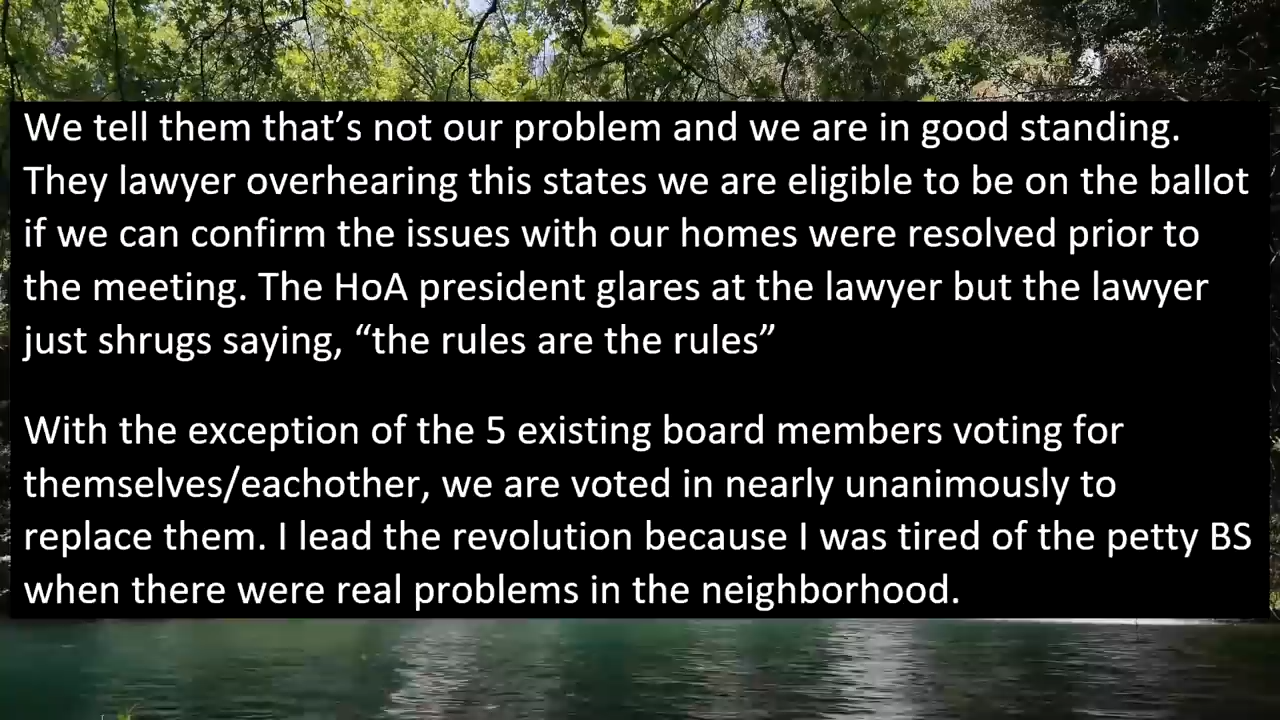 We tell them that’s not our problem and we are in good standing.
They lawyer overhearing this states we are eligible to be on the ballot
if we can confirm the issues with our homes were resolved prior to
the meeting. The HoA president glares at the lawyer but the lawyer
just shrugs saying, “the rules are the rules”
With the exception of the 5 existing board members voting for
themselves/eachother, we are voted in nearly unanimously to
replace them. I lead the revolution because I was tired of the petty BS
when there were real problems in the neighborhood.